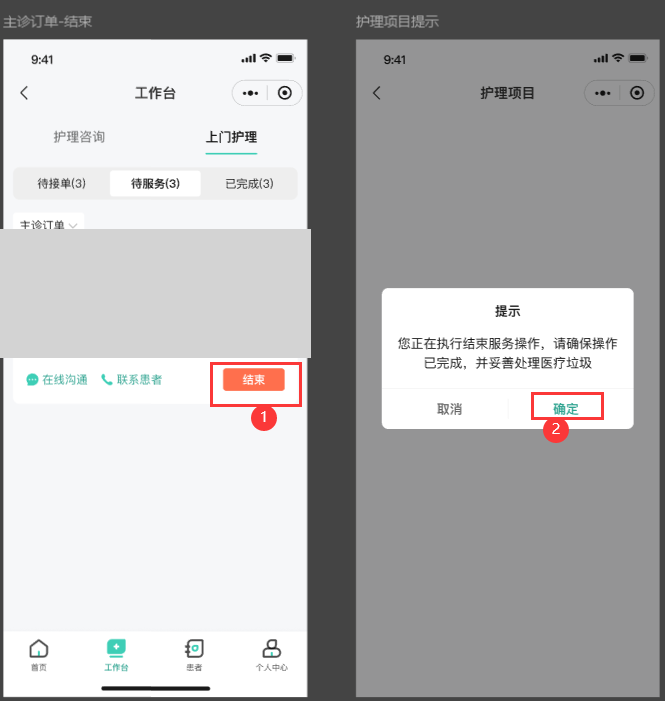 主诊订单-结束
9:41
工作台
护理咨询
上门护理
待接单(3)
待服务(3)
已完成(3)
主诊订单
在线沟通
联系患者
结束
1
首页
工作台
患者
个人中心
护理项目提示
9:41
护理项目
提示
您正在执行结束服务操作，请确保操作
已完成，并妥善处理医疗垃圾
取消
确定
2